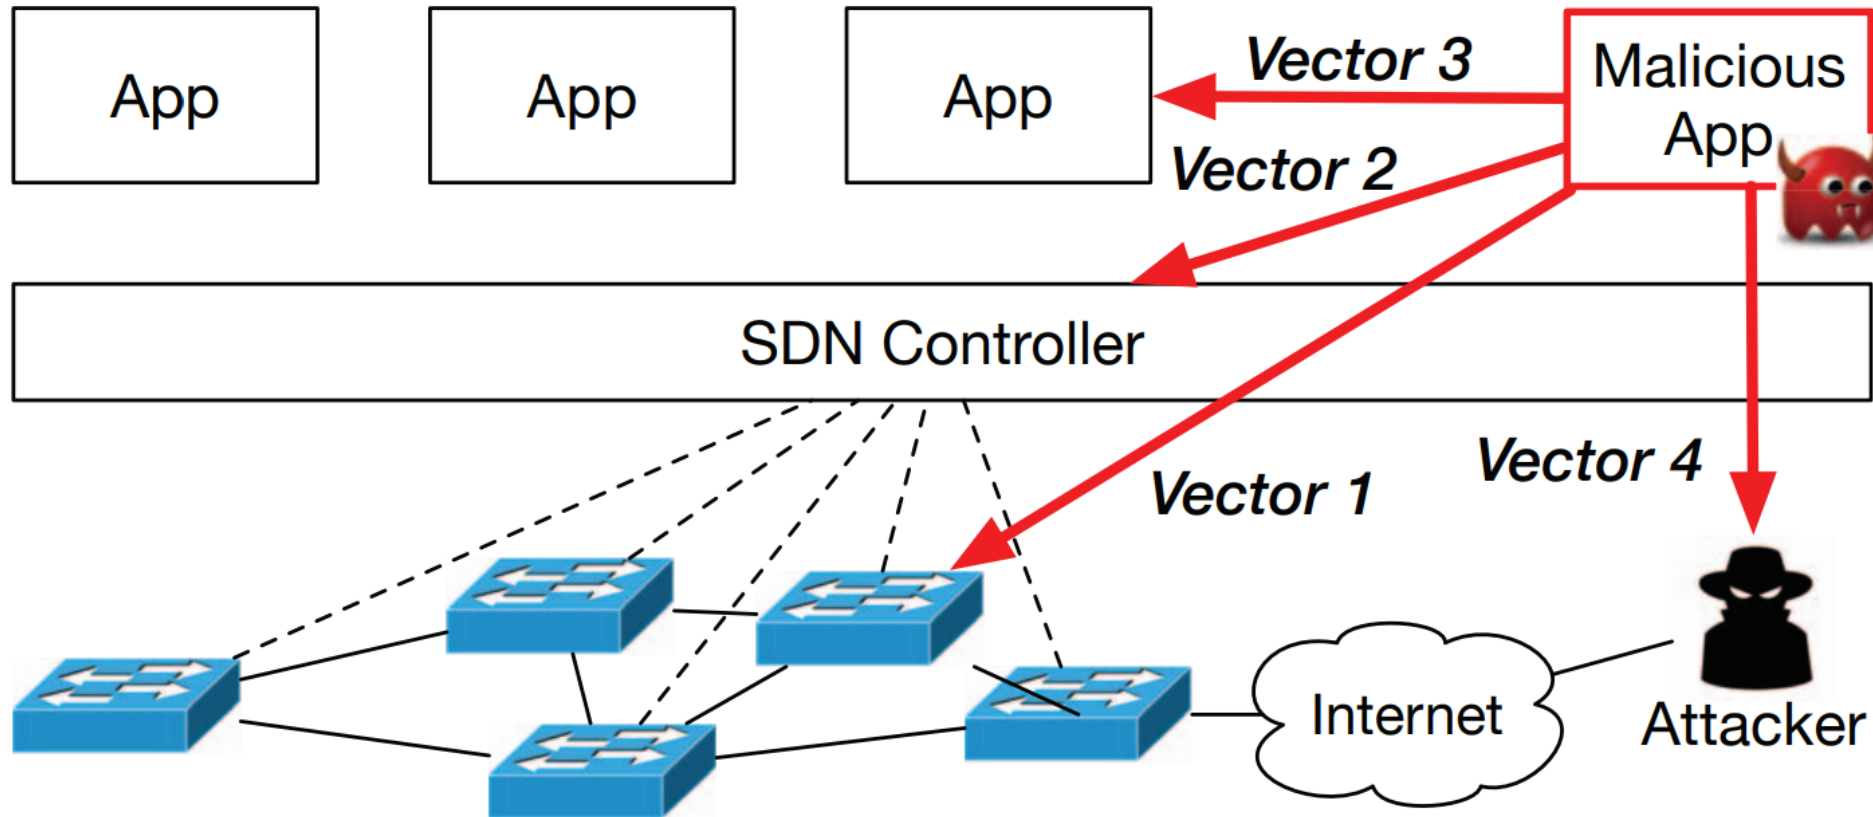 App
App
App
Vector 3
Malicious
App
Vector 2
SDN Controller
Vector 1
Vector 4
Internet
Attacker